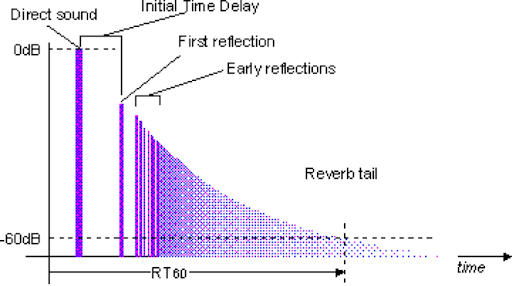 Initial Time Delay
Direct sound
First reflection
0dB
Early reflections
Reverb tail
-60dB
RT60
time